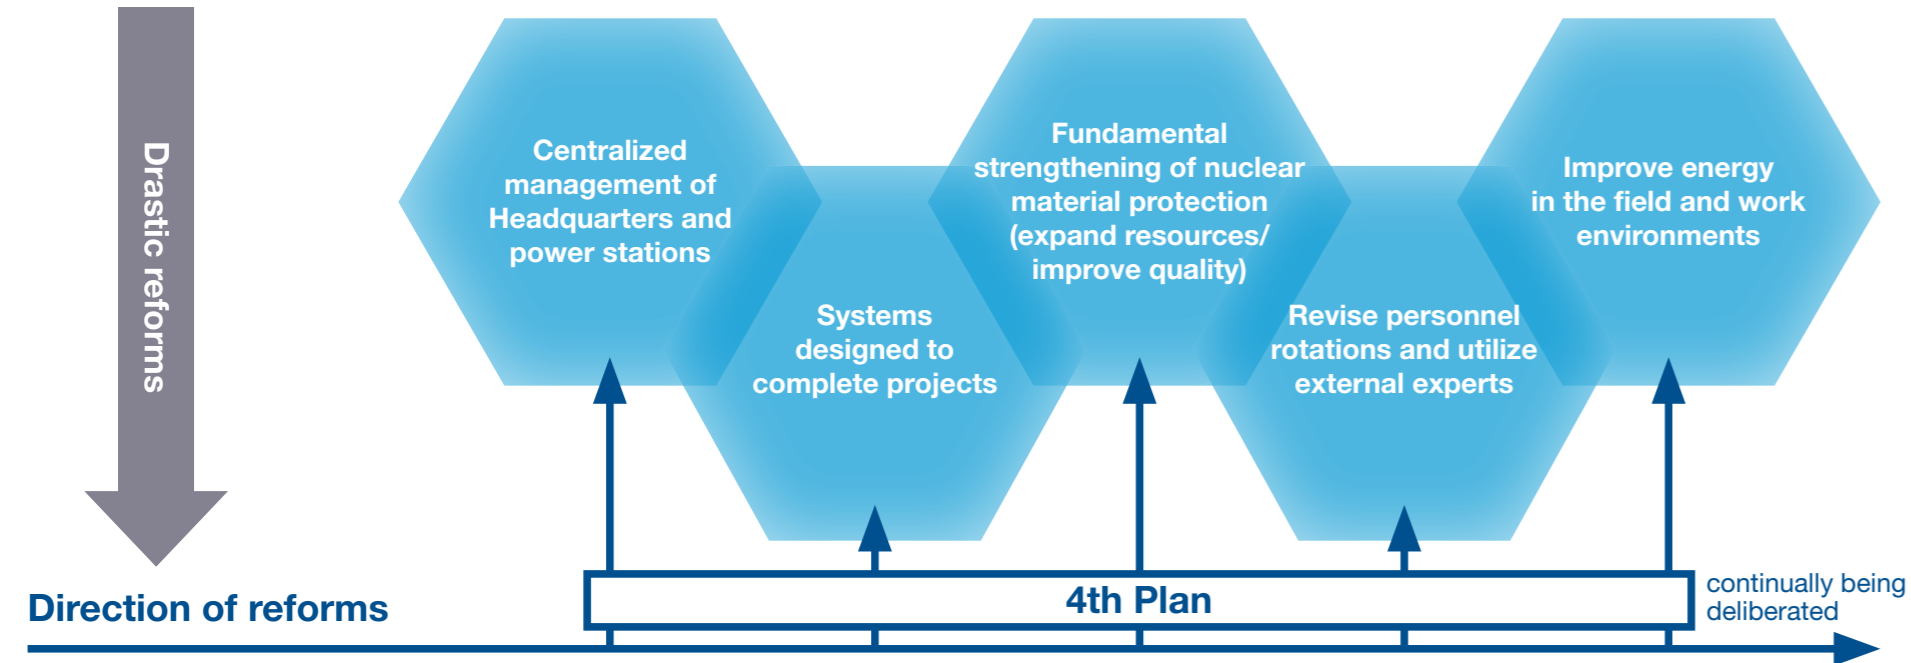 Drastic reforms
Centralized
management of
Headquarters and
power stations
Systems
designed to
complete projects
Fundamental
strengthening of nuclear
material protection
(expand resources/
improve quality)
Revise personnel
rotations and utilize
external experts
Improve energy
in the field and work
environments
Direction of reforms
4th Plan
continually being
deliberated